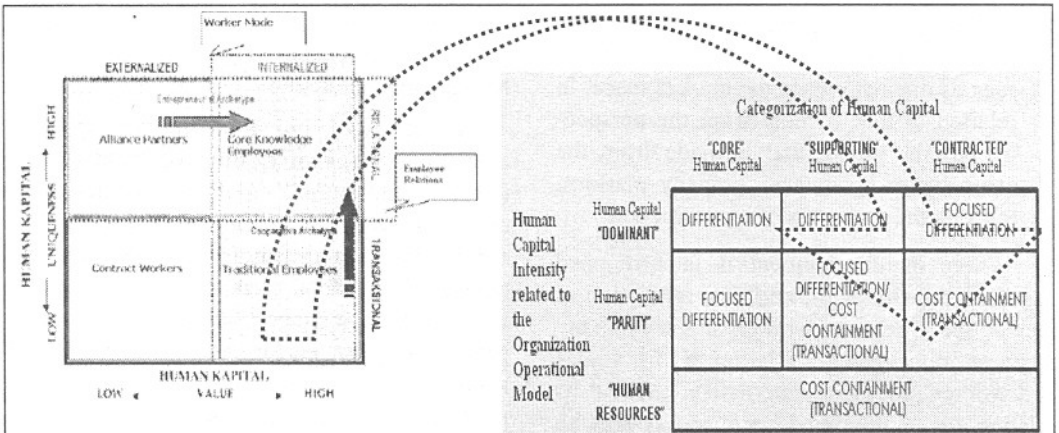 Worker Mode
EXTERNALIZED
INTERNALIZED
Entrepreneurial Archetype
Alliance Partners
Core Knowledge
Employees
RELATIONAL
Employee
Relations
HUMAN KAPITAL
LOW
UNIQUENESS
HIGH
Cooperative Archetype
Contract Workers
Traditional Employees
TRANSAKSIONAL
HUMAN KAPITAL
LOW
VALUE
HIGH
Categorization of Human Capital
"CORE"
Human Capital
"SUPPORTING"
Human Capital
"CONTRACTED"
Human Capital
Human
Capital
Intensity
related to
the
Organization
Operational
Model
Human Capital
"DOMINANT"
DIFFERENTIATION
DIFFERENTIATION
FOCUSED
DIFFERENTIATION
Human Capital
"PARITY"
FOCUSED
DIFFERENTIATION
FOCUSED
DIFFERENTIATION/
COST
CONTAINMENT
(TRANSACTIONAL)
COST CONTAINMENT
(TRANSACTIONAL)
"HUMAN
RESOURCES"
COST CONTAINMENT
(TRANSACTIONAL)